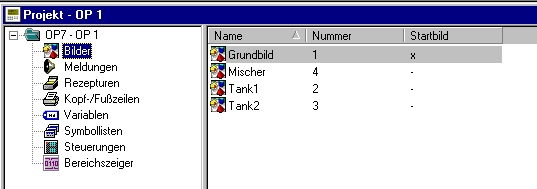 Projekt - OP 1
OP7 - OP 1
Bilder
Meldungen
Rezepturen
Kopf-/Fußzeilen
Variablen
Symbollisten
Steuerungen
Bereichszeiger
Name Nummer Startbild
Grundbild 1 x
Mischer 4 -
Tank1 2 -
Tank2 3 -